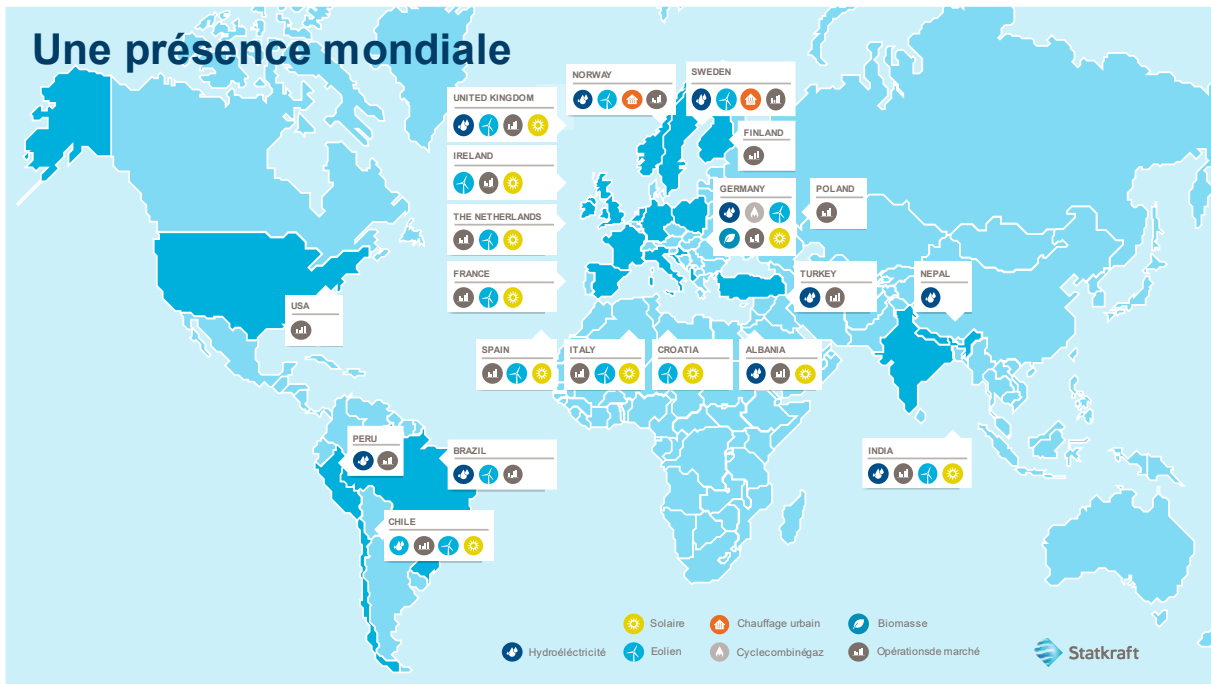 Une présence mondiale
NORWAY
SWEDEN
UNITED KINGDOM
FINLAND
IRELAND
GERMANY
POLAND
THE NETHERLANDS
FRANCE
TURKEY
NEPAL
USA
SPAIN
ITALY
CROATIA
ALBANIA
PERU
BRAZIL
INDIA
CHILE
Solaire
Chauffage urbain
Biomasse
Hydroéléctricité
Eolien
Cyclecombinégaz
Opérationsde marché
Statkraft